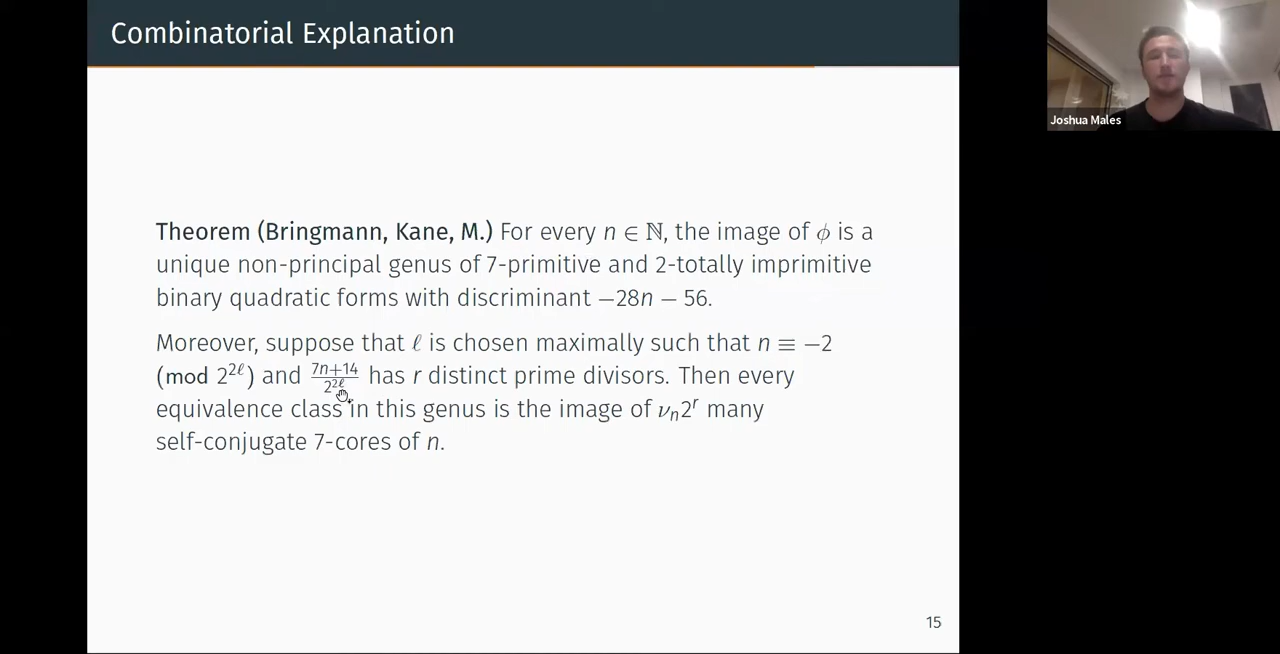 Combinatorial Explanation
Joshua Males
Theorem (Bringmann, Kane, M.) For every n ∈ ℕ, the image of ϕ is a
unique non-principal genus of 7-primitive and 2-totally imprimitive
binary quadratic forms with discriminant −28n − 56.
Moreover, suppose that ℓ is chosen maximally such that n ≡ −2
(mod 2^{2ℓ}) and \frac{7n+14}{2^{2ℓ}} has r distinct prime divisors. Then every
equivalence class in this genus is the image of ν_n2^r many
self-conjugate 7-cores of n.
15